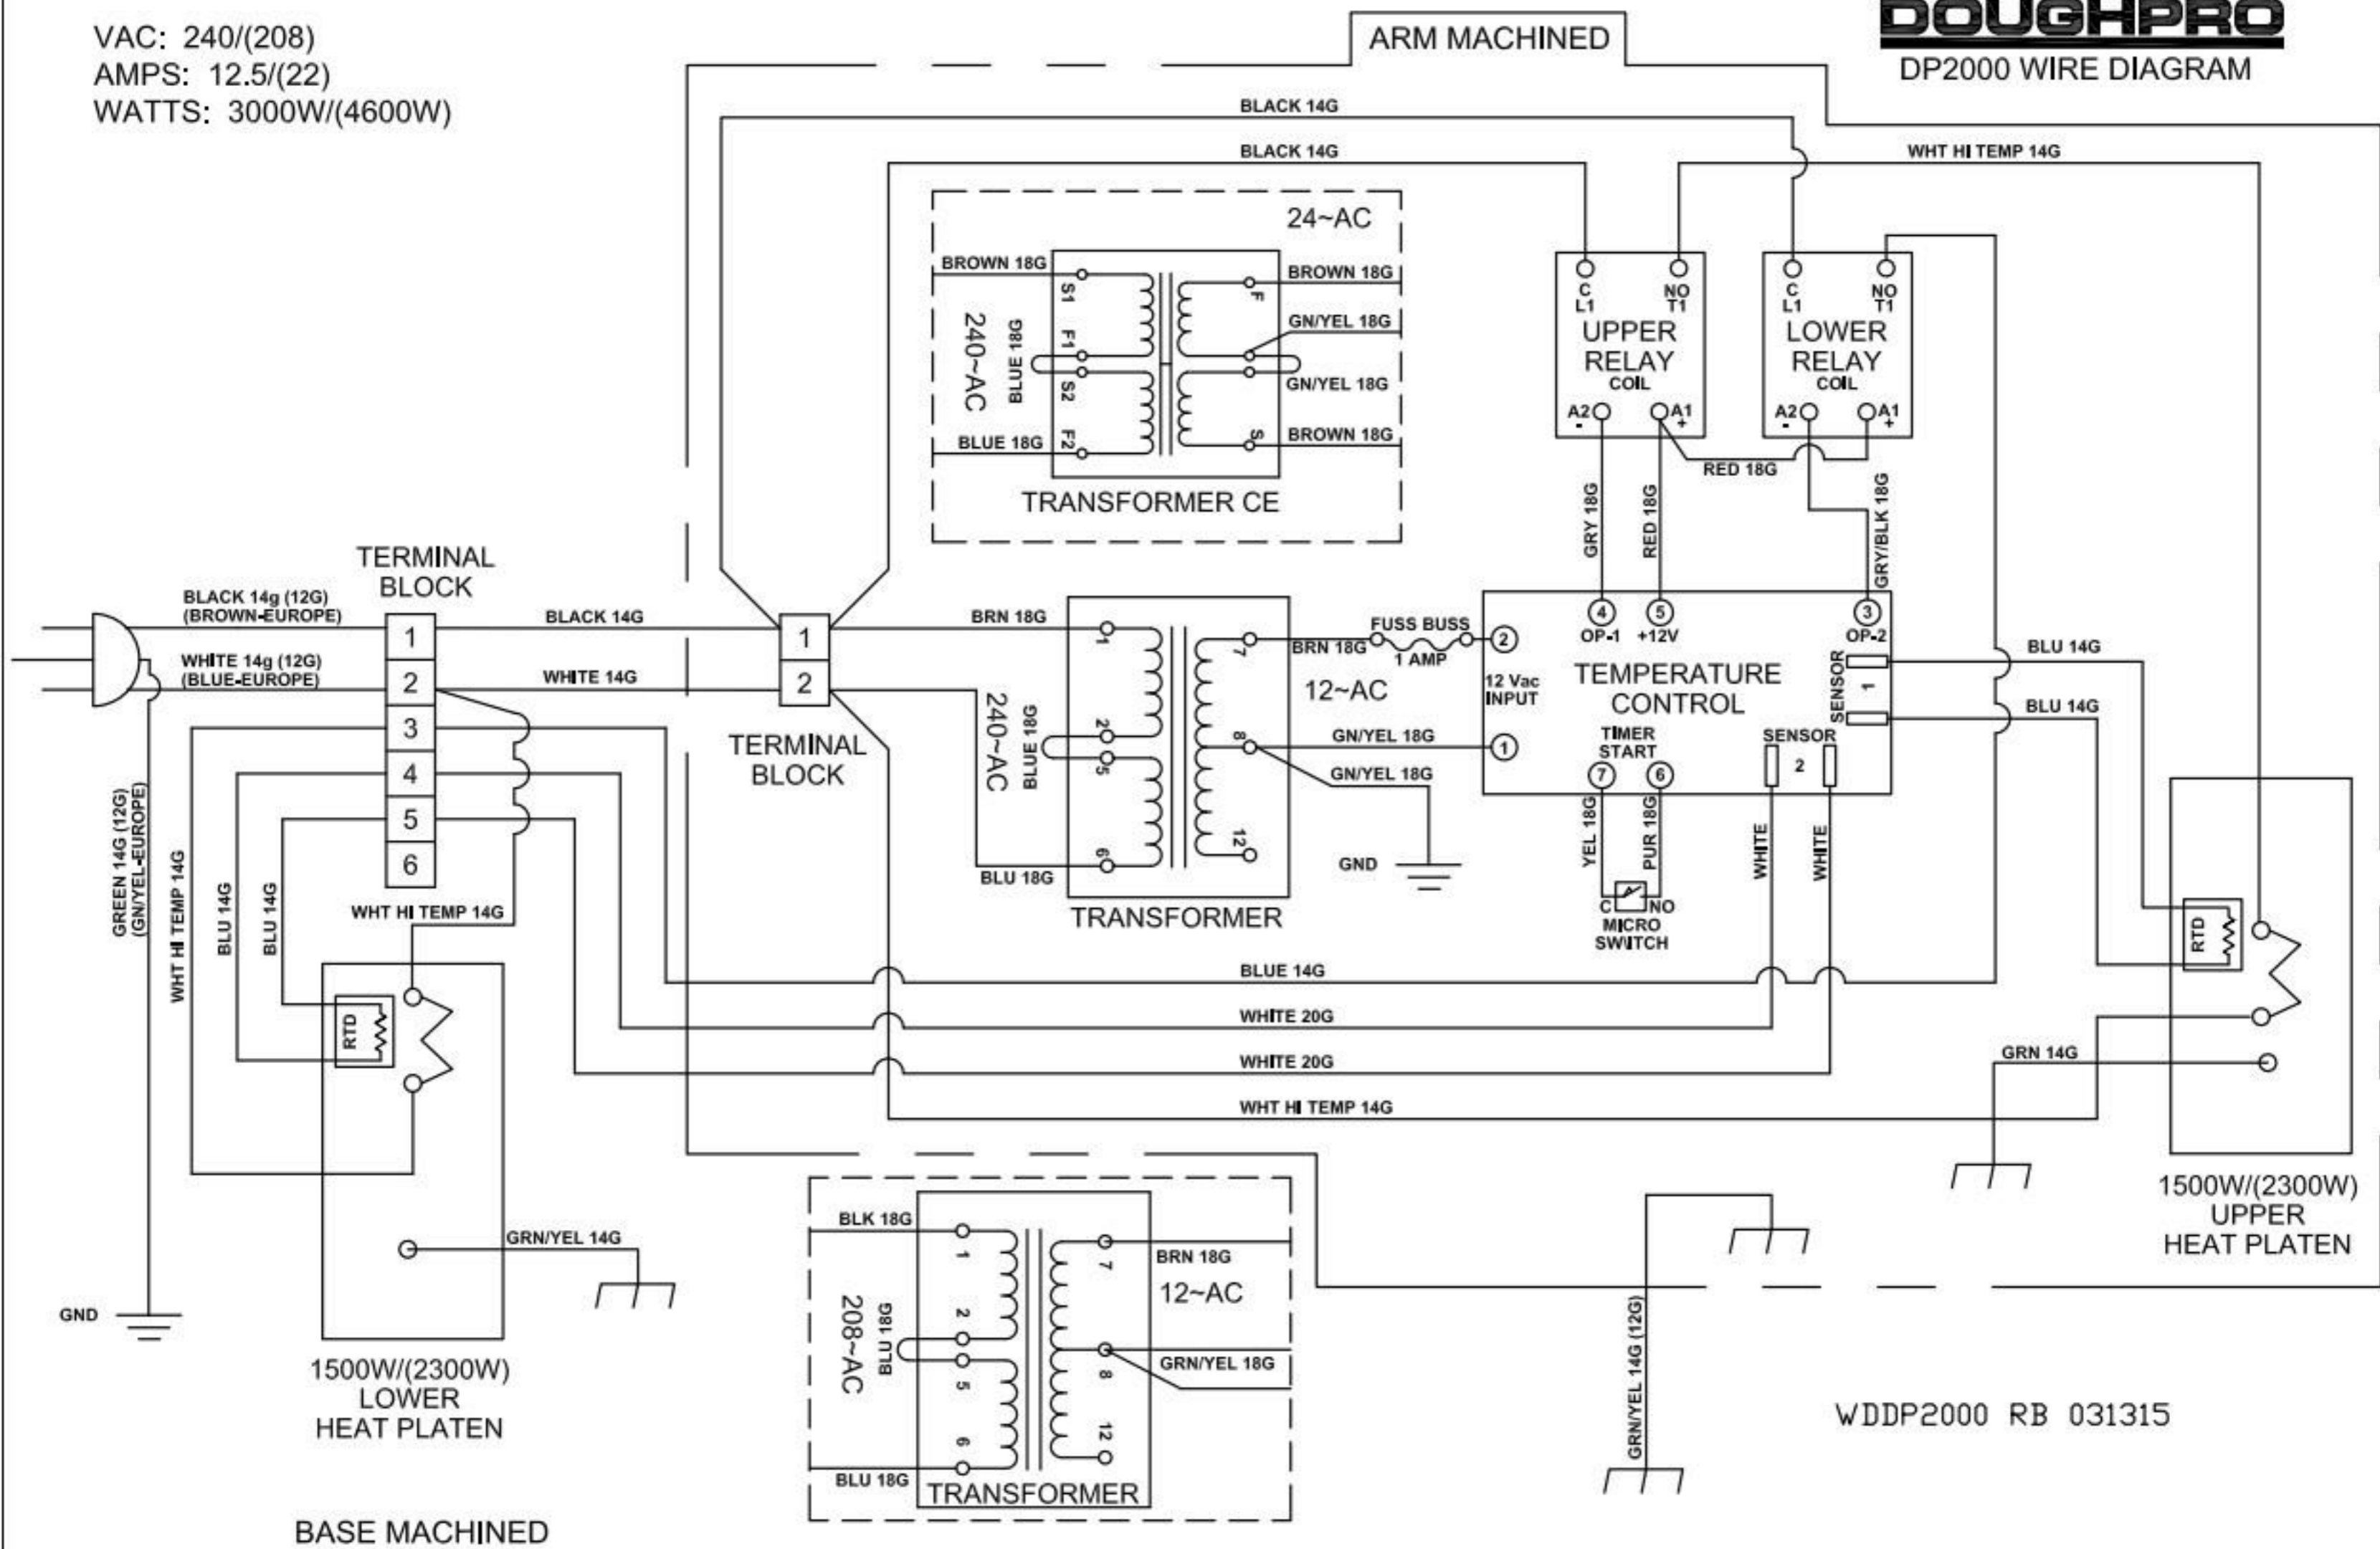 VAC: 240/(208)
AMPS: 12.5/(22)
WATTS: 3000W/(4600W)
ARM MACHINED
DOUGHPRO
DP2000 WIRE DIAGRAM
BLACK 14G
BLACK 14G
WHT HI TEMP 14G
24~AC
BROWN 18G
S1
F1
S2
F2
240~AC
BLUE 18G
BLUE 18G
F
S
BROWN 18G
GN/YEL 18G
GN/YEL 18G
BROWN 18G
TRANSFORMER CE
C
L1
NO
T1
UPPER
RELAY
COIL
A2
-
A1
+
C
L1
NO
T1
LOWER
RELAY
COIL
A2
-
A1
+
RED 18G
GRY 18G
RED 18G
GRY/BLK 18G
TERMINAL
BLOCK
BLACK 14g (12G)
(BROWN-EUROPE)
WHITE 14g (12G)
(BLUE-EUROPE)
1
2
3
4
5
6
BLACK 14G
WHITE 14G
1
2
TERMINAL
BLOCK
BRN 18G
1
2
5
6
240~AC
BLUE 18G
BLU 18G
7
8
12
TRANSFORMER
BRN 18G
FUSS BUSS
1 AMP
12~AC
GN/YEL 18G
GN/YEL 18G
GND
4
OP-1
5
+12V
3
OP-2
2
12 Vac
INPUT
1
TEMPERATURE
CONTROL
TIMER
START
7
6
SENSOR
2
SENSOR
1
YEL 18G
PUR 18G
C
NO
MICRO
SWITCH
WHITE
WHITE
BLU 14G
BLU 14G
GREEN 14G (12G)
(GN/YEL-EUROPE)
WHT HI TEMP 14G
BLU 14G
BLU 14G
WHT HI TEMP 14G
RTD
RTD
BLUE 14G
WHITE 20G
WHITE 20G
WHT HI TEMP 14G
GRN 14G
1500W/(2300W)
UPPER
HEAT PLATEN
GRN/YEL 14G
GND
1500W/(2300W)
LOWER
HEAT PLATEN
BLK 18G
1
2
5
6
208~AC
BLU 18G
BLU 18G
7
8
12
BRN 18G
12~AC
GRN/YEL 18G
TRANSFORMER
GRN/YEL 14G (12G)
WDDP2000 RB 031315
BASE MACHINED